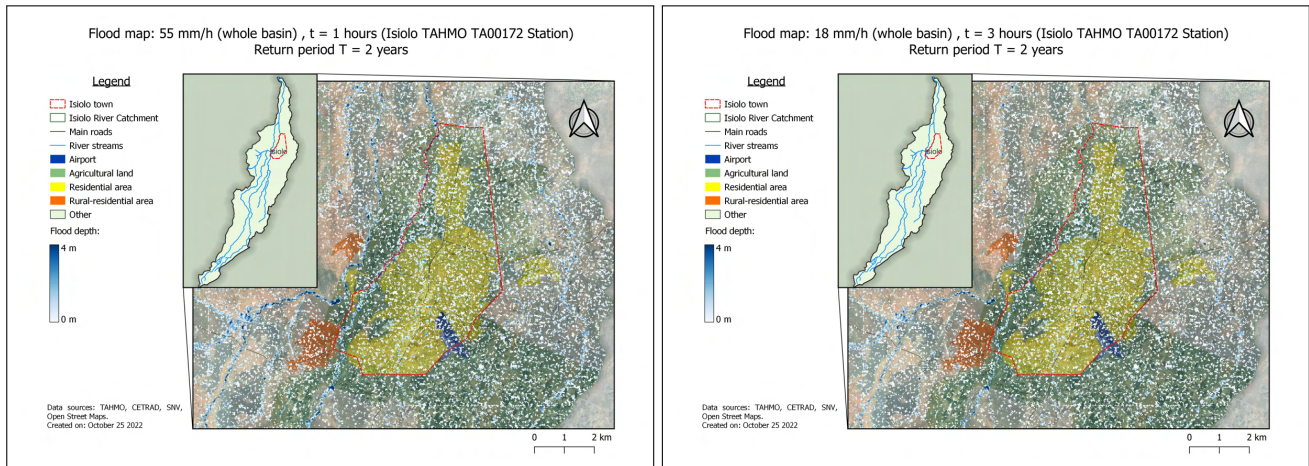 Flood map: 55 mm/h (whole basin) , t = 1 hours (Isiolo TAHMO TA00172 Station)
Return period T = 2 years
Legend
Isiolo town
Isiolo River Catchment
Main roads
River streams
Airport
Agricultural land
Residential area
Rural-residential area
Other
Flood depth:
4 m
0 m
Isiolo
Data sources: TAHMO, CETRAD, SNV,
Open Street Maps.
Created on: October 25 2022
0 1 2 km
Flood map: 18 mm/h (whole basin) , t = 3 hours (Isiolo TAHMO TA00172 Station)
Return period T = 2 years
Legend
Isiolo town
Isiolo River Catchment
Main roads
River streams
Airport
Agricultural land
Residential area
Rural-residential area
Other
Flood depth:
4 m
0 m
Isiolo
Data sources: TAHMO, CETRAD, SNV,
Open Street Maps.
Created on: October 25 2022
0 1 2 km